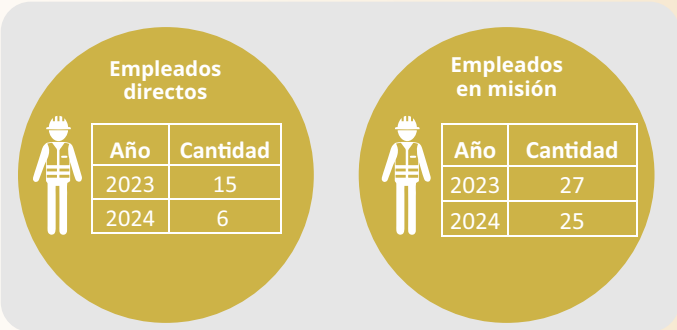 Empleados
directos
Año Cantidad
2023 15
2024 6
Empleados
en misión
Año Cantidad
2023 27
2024 25